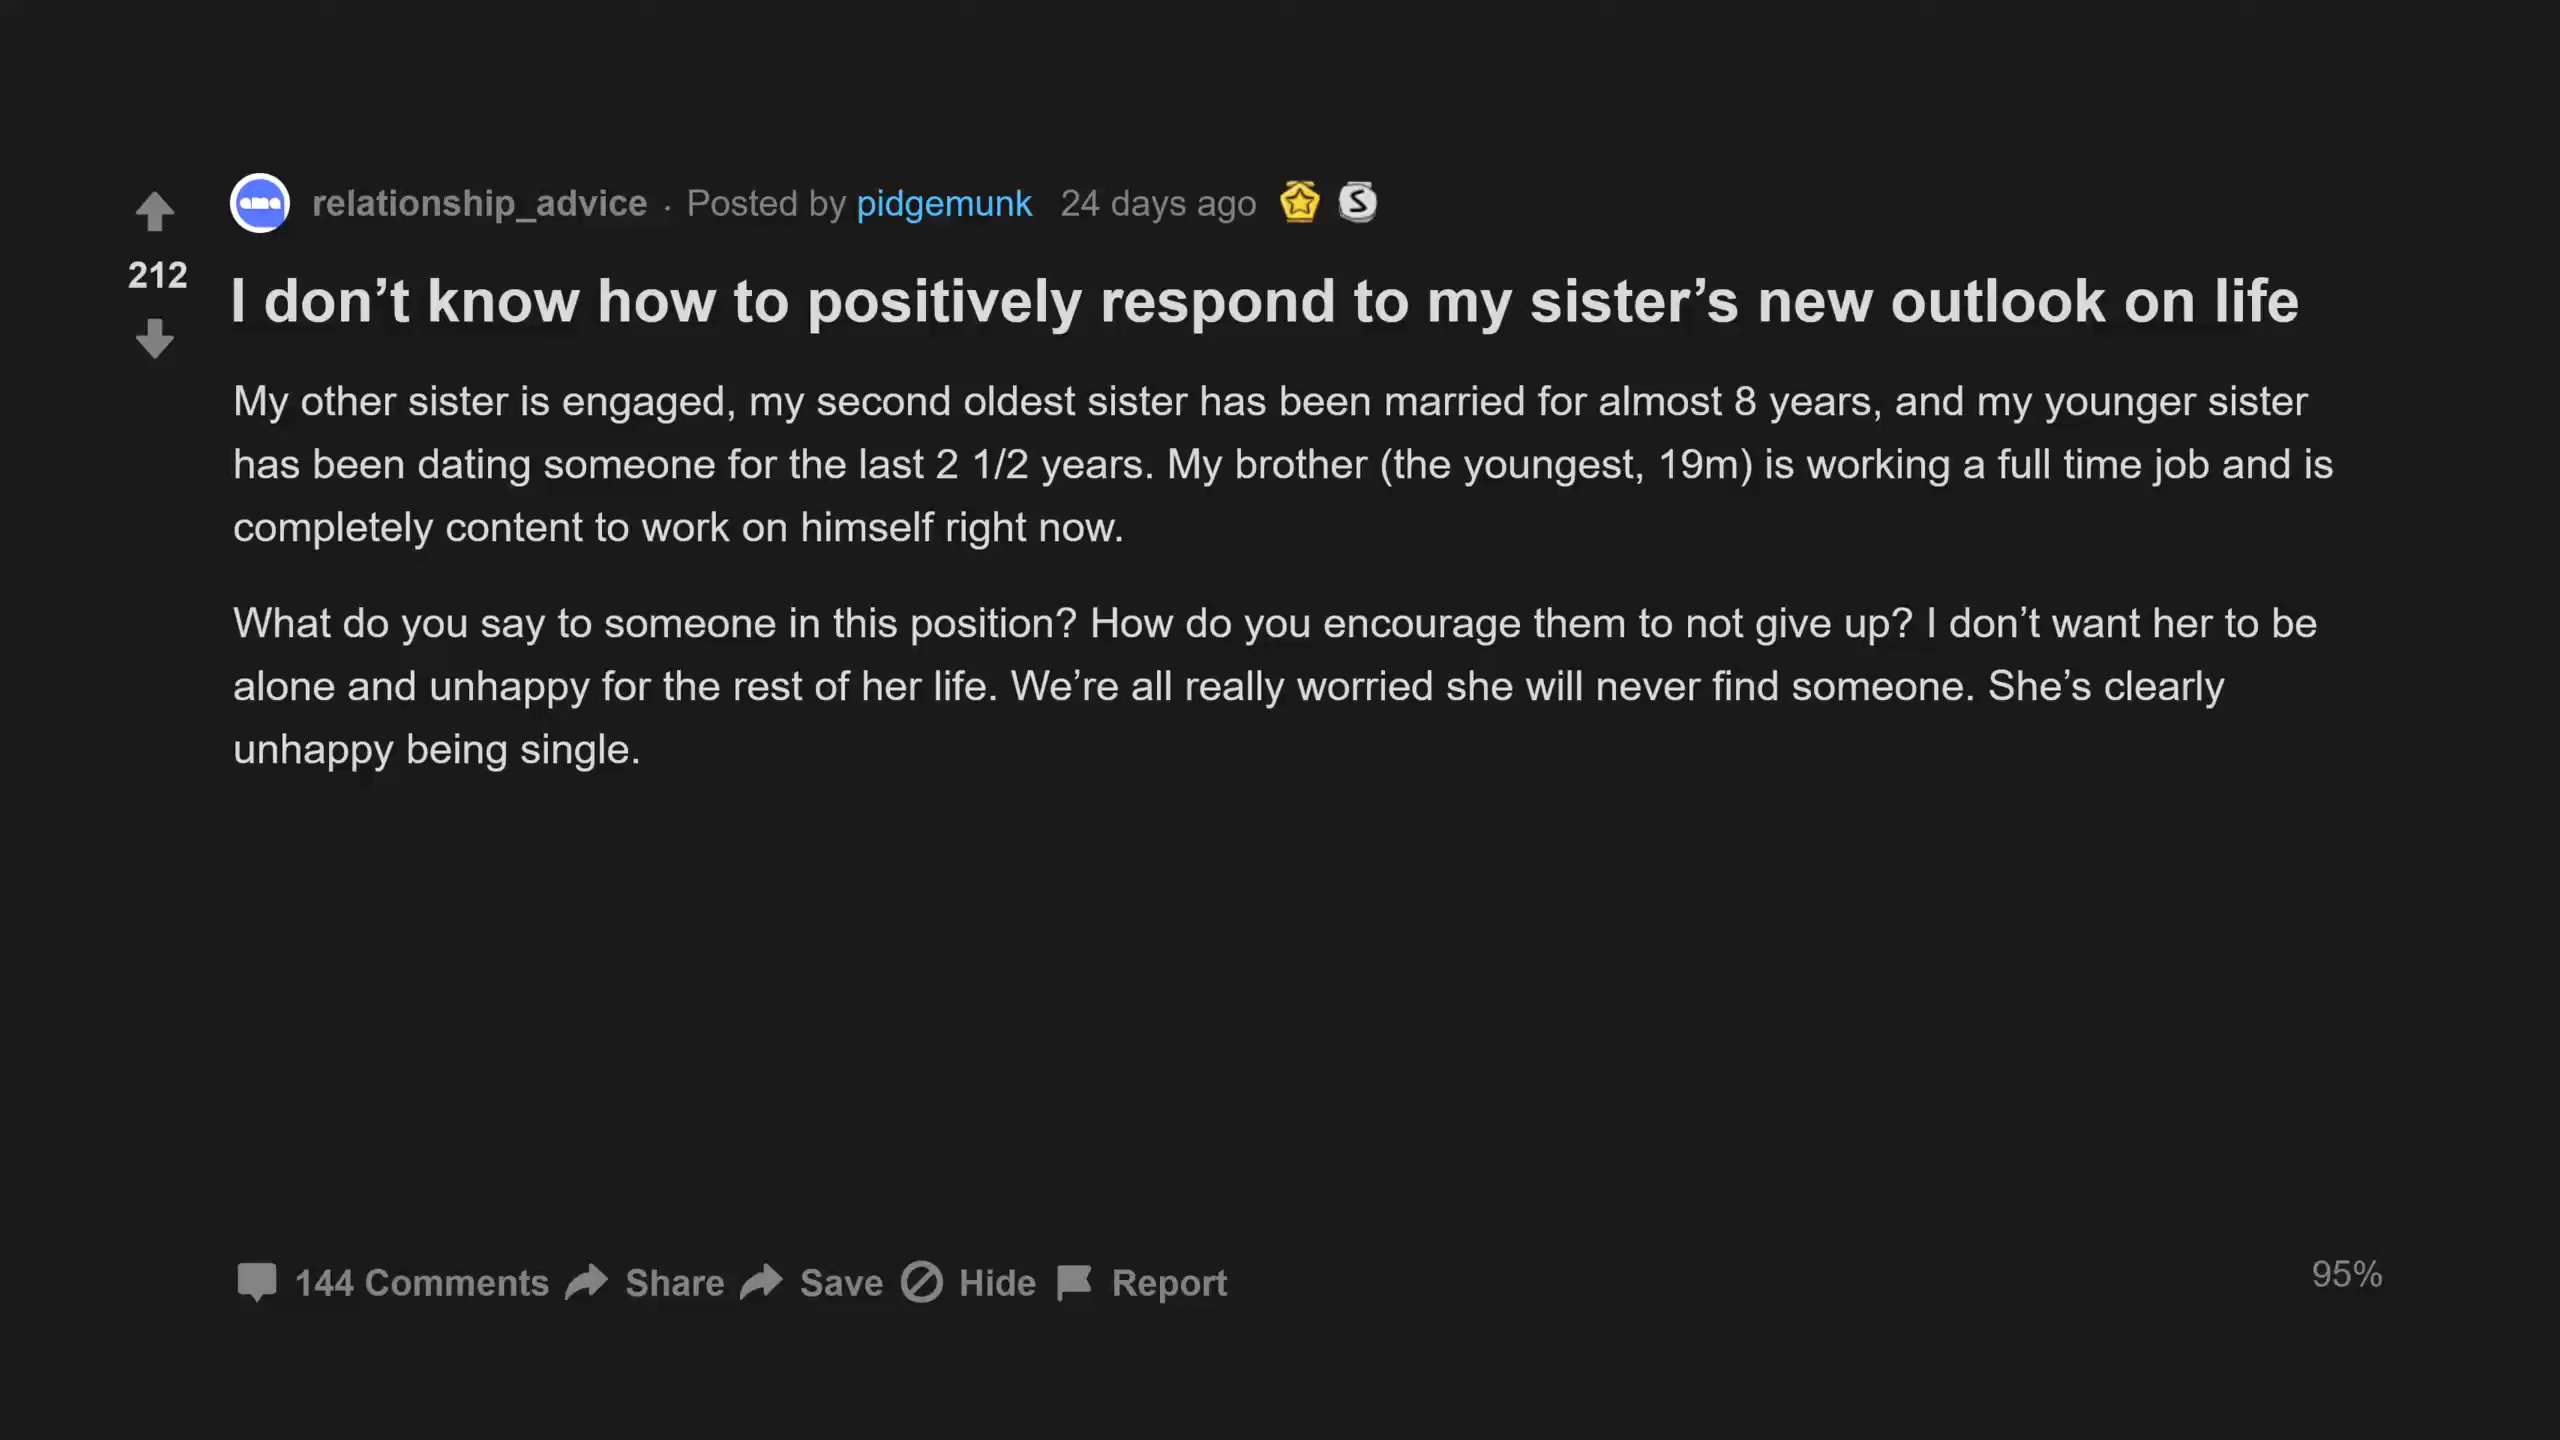 relationship_advice · Posted by pidgemunk 24 days ago
212
I don’t know how to positively respond to my sister’s new outlook on life
My other sister is engaged, my second oldest sister has been married for almost 8 years, and my younger sister
has been dating someone for the last 2 1/2 years. My brother (the youngest, 19m) is working a full time job and is
completely content to work on himself right now.
What do you say to someone in this position? How do you encourage them to not give up? I don’t want her to be
alone and unhappy for the rest of her life. We’re all really worried she will never find someone. She’s clearly
unhappy being single.
144 Comments Share Save Hide Report
95%